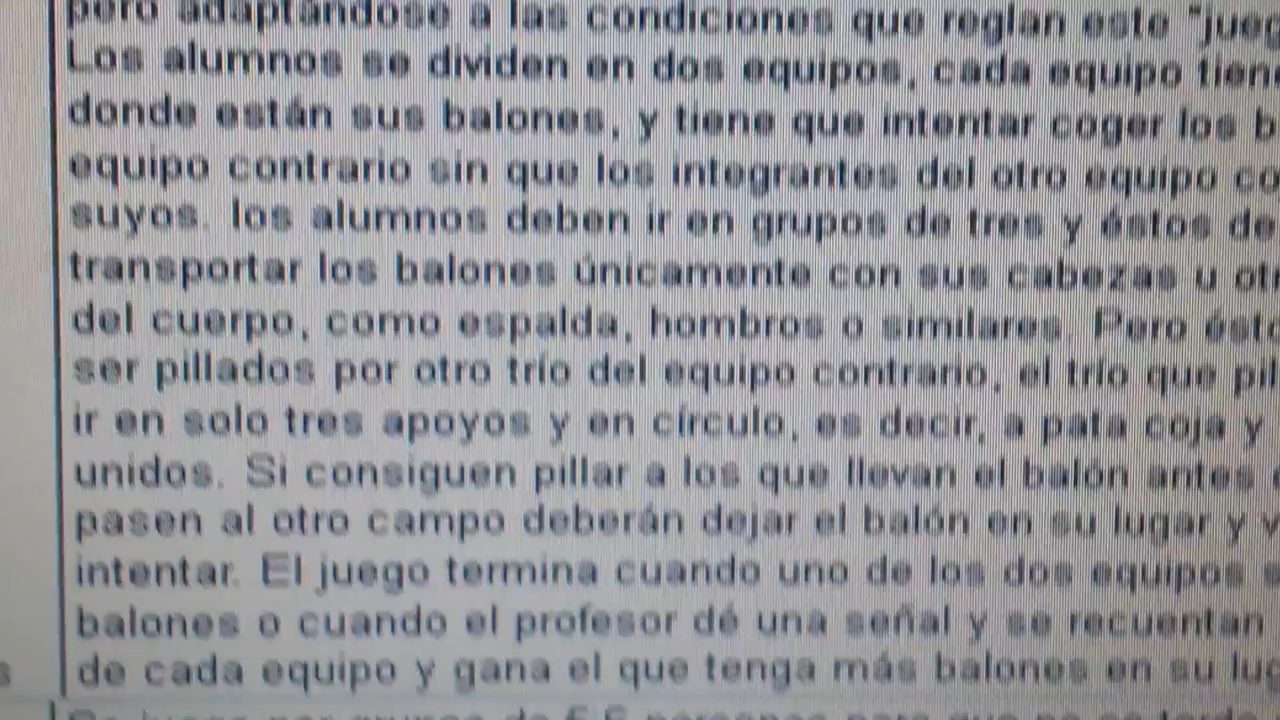 pero adaptándose a las condiciones que reglan este "jueg
Los alumnos se dividen en dos equipos, cada equipo tien
donde están sus balones, y tiene que intentar coger los b
equipo contrario sin que los integrantes del otro equipo co
suyos. los alumnos deben ir en grupos de tres y éstos de
transportar los balones únicamente con sus cabezas u otr
del cuerpo, como espalda, hombros o similares. Pero ésto
ser pillados por otro trío del equipo contrario, el trío que pil
ir en solo tres apoyos y en círculo, es decir, a pata coja y
unidos. Si consiguen pillar a los que llevan el balón antes
pasen al otro campo deberán dejar el balón en su lugar y v
intentar. El juego termina cuando uno de los dos equipos s
balones o cuando el profesor dé una señal y se recuentan
de cada equipo y gana el que tenga más balones en su lug